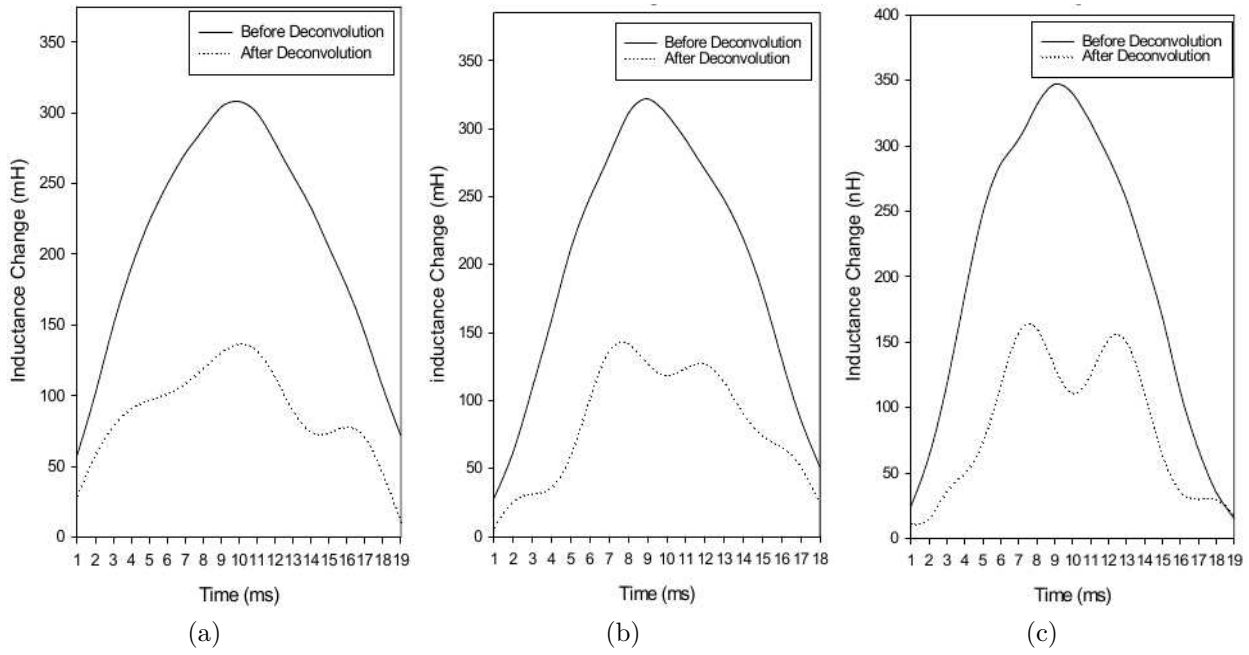 350
300
250
200
150
100
50
0
Inductance Change (mH)
Before Deconvolution
After Deconvolution
1 2 3 4 5 6 7 8 9 10 11 12 13 14 15 16 17 18 19
Time (ms)
(a)
350
300
250
200
150
100
50
0
inductance Change (mH)
Before Deconvolution
After Deconvolution
1 2 3 4 5 6 7 8 9 10 11 12 13 14 15 16 17 18
Time (ms)
(b)
400
350
300
250
200
150
100
50
0
Inductance Change (nH)
Before Deconvolution
After Deconvolution
1 2 3 4 5 6 7 8 9 10 11 12 13 14 15 16 17 18 19
Time (ms)
(c)